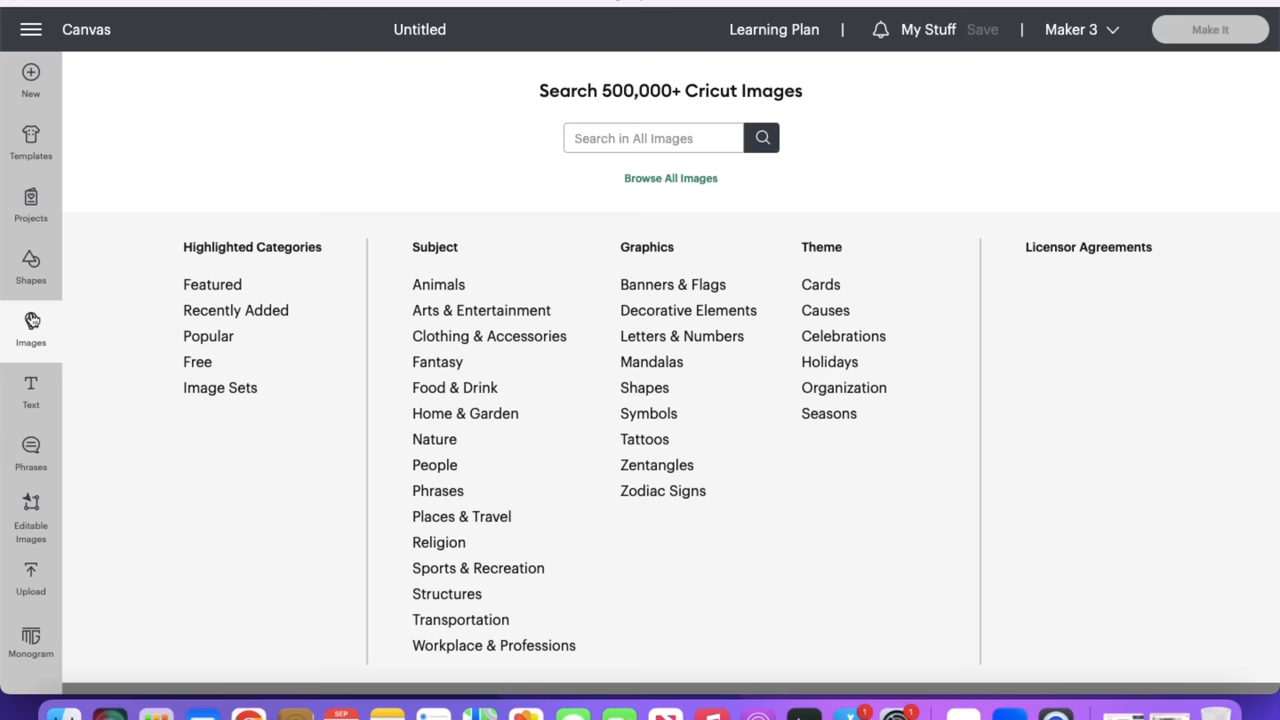 Canvas
Untitled
Learning Plan | My Stuff Save | Maker 3 Make It
New
Templates
Projects
Shapes
Images
Text
Phrases
Editable
Images
Upload
Monogram
Search 500,000+ Cricut Images
Search in All Images
Browse All Images
Highlighted Categories
Featured
Recently Added
Popular
Free
Image Sets
Subject
Animals
Arts & Entertainment
Clothing & Accessories
Fantasy
Food & Drink
Home & Garden
Nature
People
Phrases
Places & Travel
Religion
Sports & Recreation
Structures
Transportation
Workplace & Professions
Graphics
Banners & Flags
Decorative Elements
Letters & Numbers
Mandalas
Shapes
Symbols
Tattoos
Zentangles
Zodiac Signs
Theme
Cards
Causes
Celebrations
Holidays
Organization
Seasons
Licensor Agreements
SEP
1
1